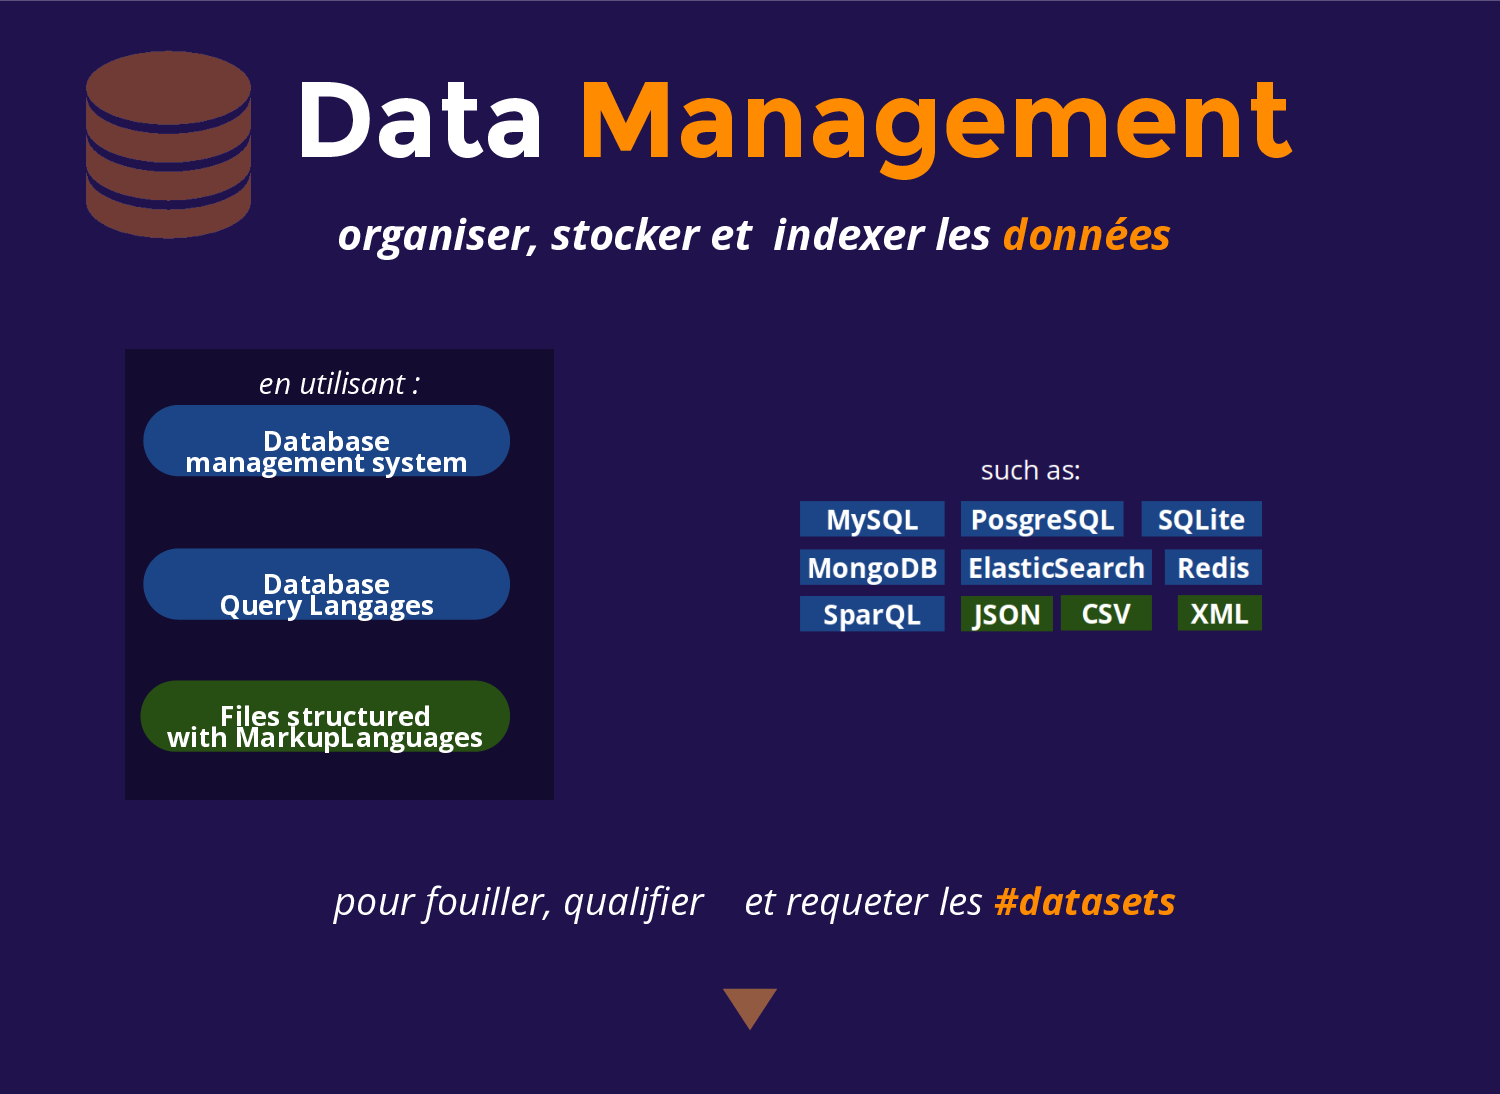 Data Management
organiser, stocker et indexer les données
en utilisant :
Database
management system
Database
Query Langages
Files structured
with MarkupLanguages
such as:
MySQL PosgreSQL SQLite
MongoDB ElasticSearch Redis
SparQL JSON CSV XML
pour fouiller, qualifier et requeter les #datasets